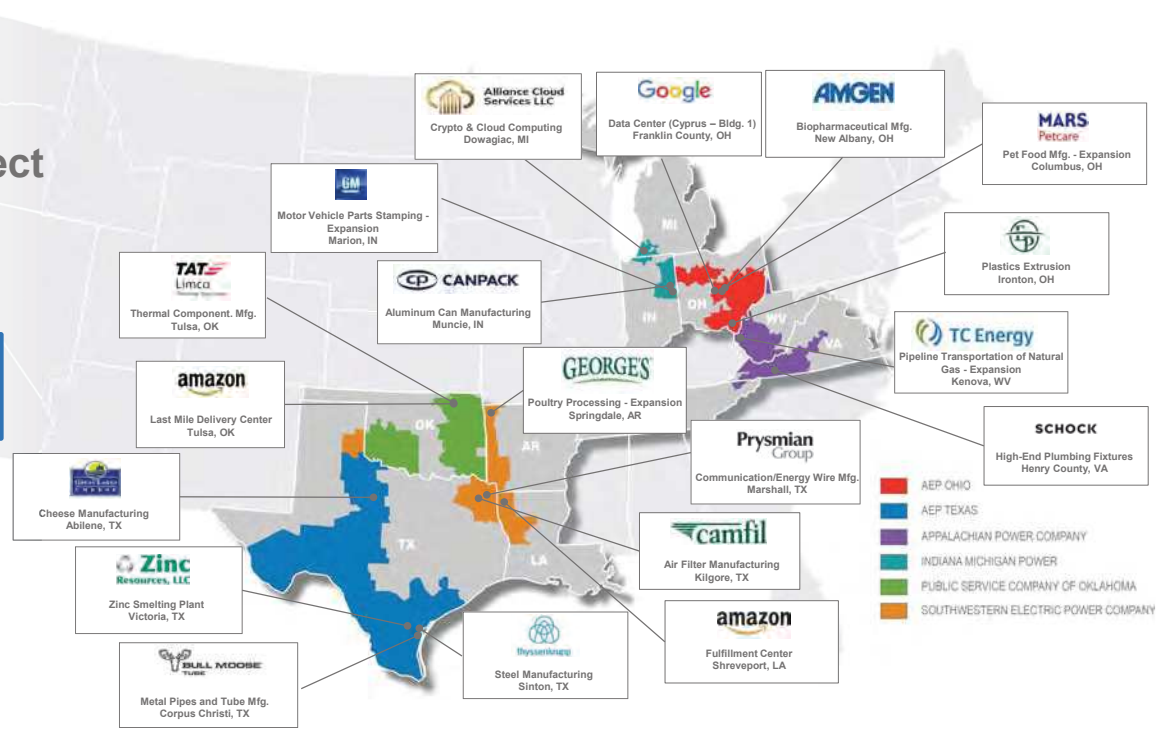 ect
Alliance Cloud
Services LLC
Crypto & Cloud Computing
Dowagiac, MI
Google
Data Center (Cyprus – Bldg. 1)
Franklin County, OH
AMGEN
Biopharmaceutical Mfg.
New Albany, OH
MARS
Petcare
Pet Food Mfg. - Expansion
Columbus, OH
GM
Motor Vehicle Parts Stamping -
Expansion
Marion, IN
Plastics Extrusion
Ironton, OH
TAT
Limco
Thermal Component. Mfg.
Tulsa, OK
CP CANPACK
Aluminum Can Manufacturing
Muncie, IN
TC Energy
Pipeline Transportation of Natural
Gas - Expansion
Kenova, WV
amazon
Last Mile Delivery Center
Tulsa, OK
GEORGE'S
Poultry Processing - Expansion
Springdale, AR
SCHOCK
High-End Plumbing Fixtures
Henry County, VA
Prysmian
Group
Communication/Energy Wire Mfg.
Marshall, TX
CHEESE
Cheese Manufacturing
Abilene, TX
camfil
Air Filter Manufacturing
Kilgore, TX
Zinc
Resources, LLC
Zinc Smelting Plant
Victoria, TX
amazon
Fulfillment Center
Shreveport, LA
thyssenkrupp
Steel Manufacturing
Sinton, TX
BULL MOOSE
TUBE
Metal Pipes and Tube Mfg.
Corpus Christi, TX
MI
IN
OH
WV
VA
OK
AR
TX
LA
AEP OHIO
AEP TEXAS
APPALACHIAN POWER COMPANY
INDIANA MICHIGAN POWER
PUBLIC SERVICE COMPANY OF OKLAHOMA
SOUTHWESTERN ELECTRIC POWER COMPANY